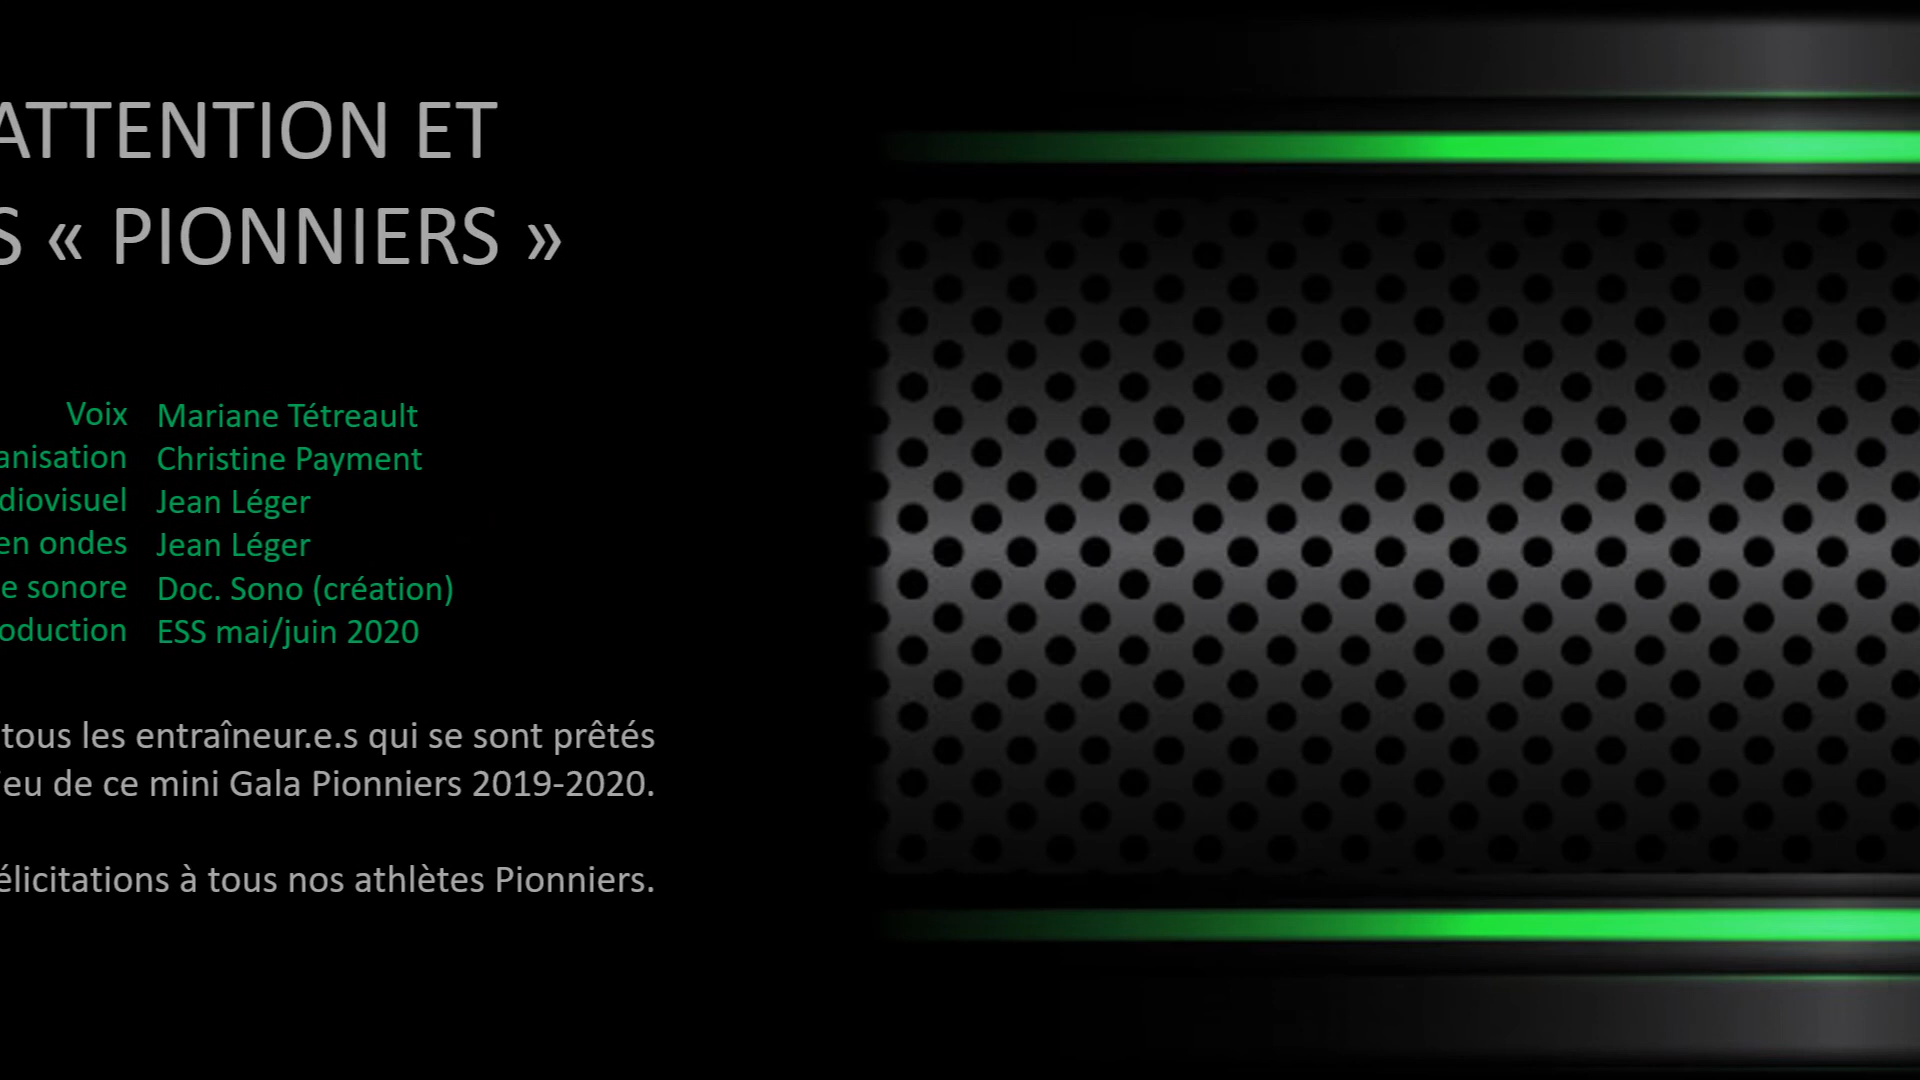 ATTENTION ET
S « PIONNIERS »
Voix Mariane Tétreault
anisation Christine Payment
diovisuel Jean Léger
en ondes Jean Léger
e sonore Doc. Sono (création)
oduction ESS mai/juin 2020
tous les entraîneur.e.s qui se sont prêtés
jeu de ce mini Gala Pionniers 2019-2020.
élicitations à tous nos athlètes Pionniers.